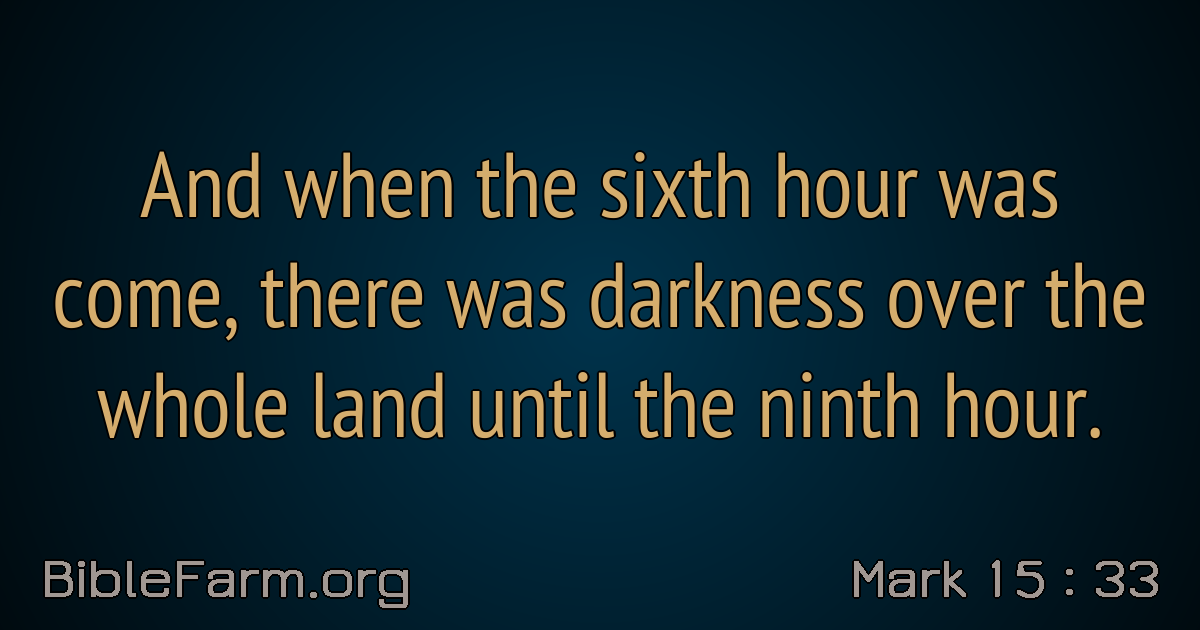 And when the sixth hour was
come, there was darkness over the
whole land until the ninth hour.
BibleFarm.org
Mark 15 : 33